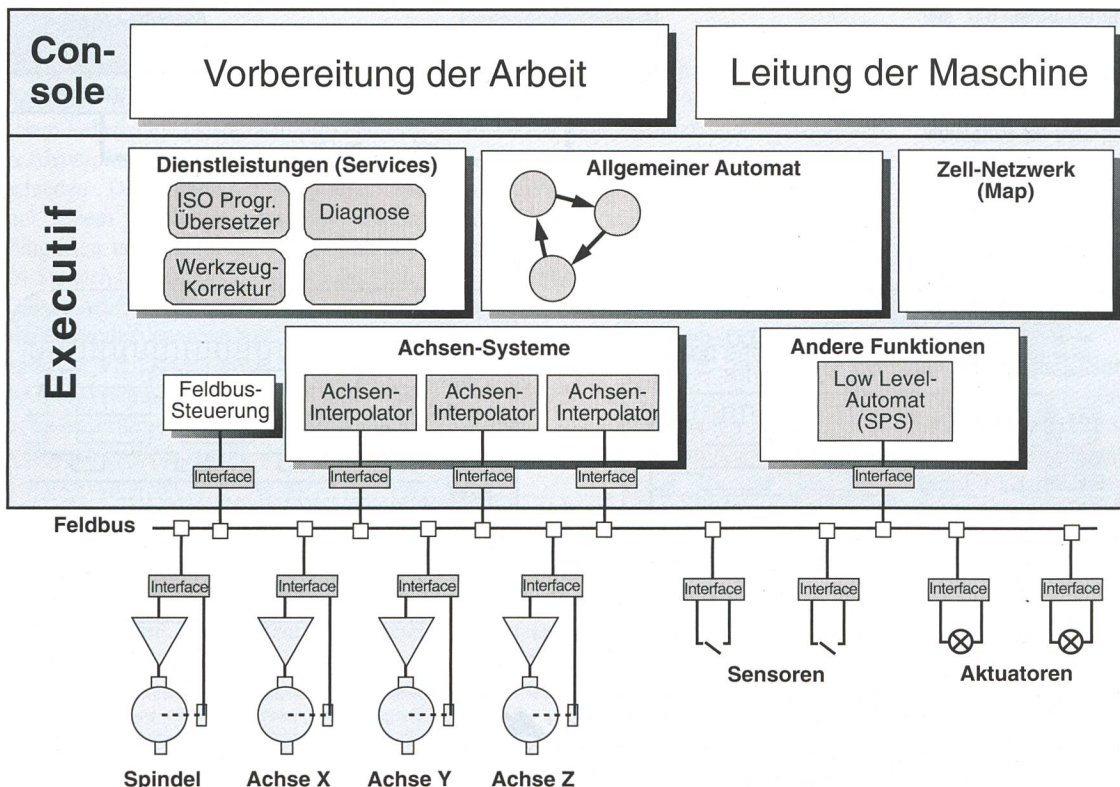 Con-
sole
Vorbereitung der Arbeit
Leitung der Maschine
Executif
Dienstleistungen (Services)
ISO Progr.
Übersetzer
Diagnose
Werkzeug-
Korrektur
Allgemeiner Automat
Zell-Netzwerk
(Map)
Feldbus-
Steuerung
Achsen-Systeme
Achsen-
Interpolator
Achsen-
Interpolator
Achsen-
Interpolator
Andere Funktionen
Low Level-
Automat
(SPS)
Interface
Interface
Interface
Interface
Interface
Feldbus
Interface
Interface
Interface
Interface
Interface
Interface
Interface
Interface
Sensoren
Aktuatoren
Spindel
Achse X
Achse Y
Achse Z